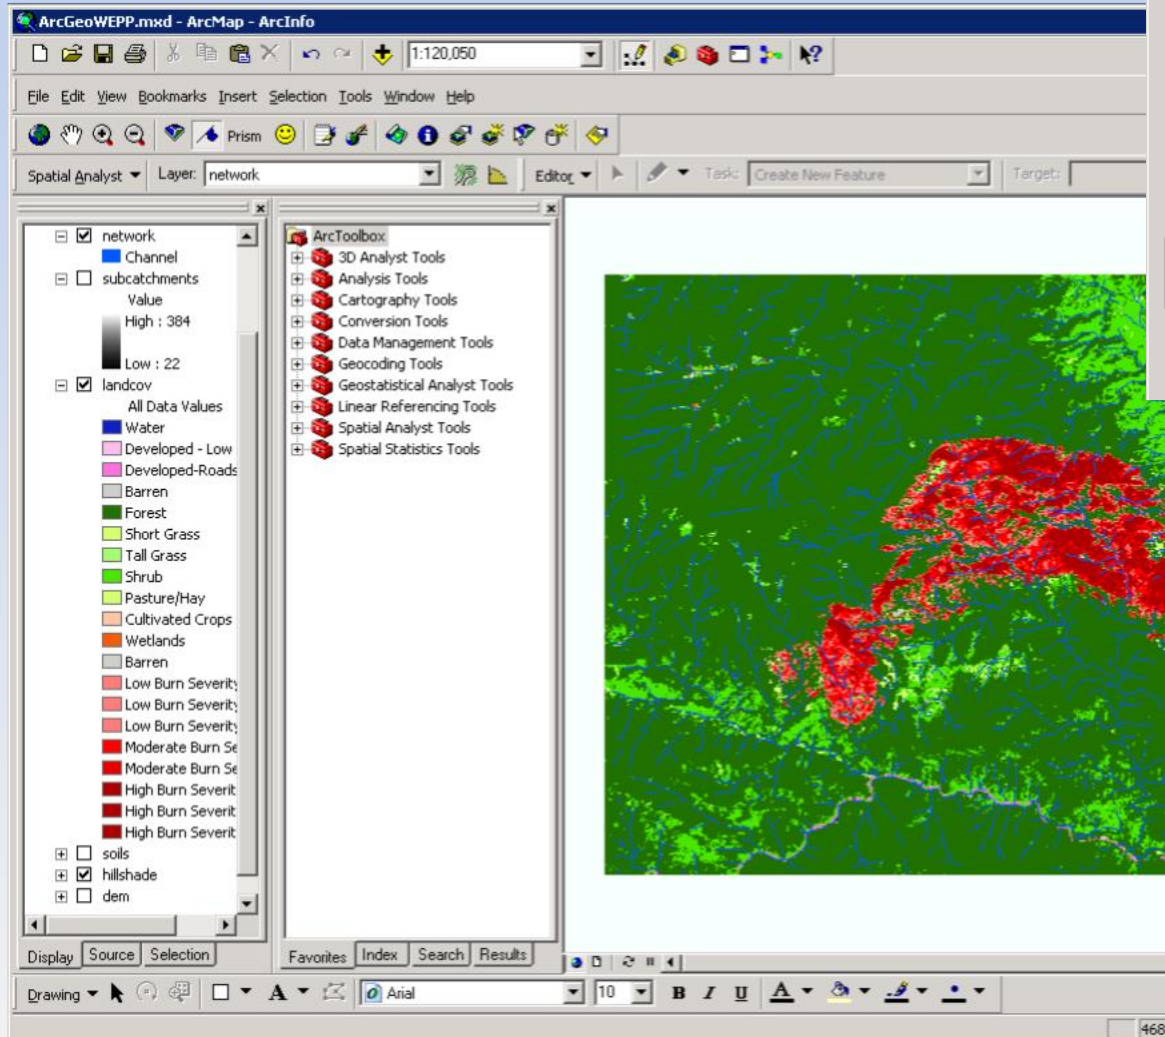 ArcGeoWEPP.mxd - ArcMap - ArcInfo
1:120,050
File Edit View Bookmarks Insert Selection Tools Window Help
Prism
Spatial Analyst Layer: network Editor Task: Create New Feature Target:
network
Channel
subcatchments
Value
High : 384
Low : 22
landcov
All Data Values
Water
Developed - Low
Developed-Roads
Barren
Forest
Short Grass
Tall Grass
Shrub
Pasture/Hay
Cultivated Crops
Wetlands
Barren
Low Burn Severity
Low Burn Severity
Low Burn Severity
Moderate Burn Se
Moderate Burn Se
High Burn Severit
High Burn Severit
High Burn Severit
soils
hillshade
dem
Display Source Selection
ArcToolbox
3D Analyst Tools
Analysis Tools
Cartography Tools
Conversion Tools
Data Management Tools
Geocoding Tools
Geostatistical Analyst Tools
Linear Referencing Tools
Spatial Analyst Tools
Spatial Statistics Tools
Favorites Index Search Results
Drawing A Arial 10 B I U A
468